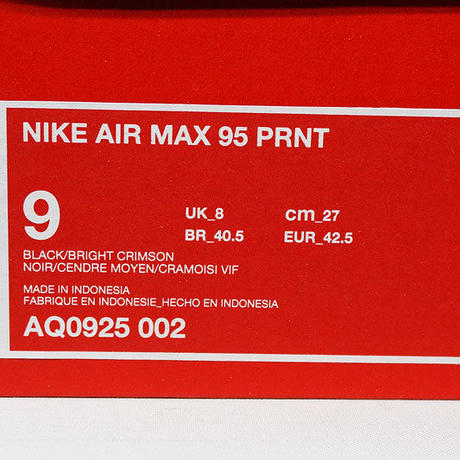 NIKE AIR MAX 95 PRNT
9
UK_8 cm_27
BR_40.5 EUR_42.5
BLACK/BRIGHT CRIMSON
NOIR/CENDRE MOYEN/CRAMOISI VIF
MADE IN INDONESIA
FABRIQUE EN INDONESIE_HECHO EN INDONESIA
AQ0925 002